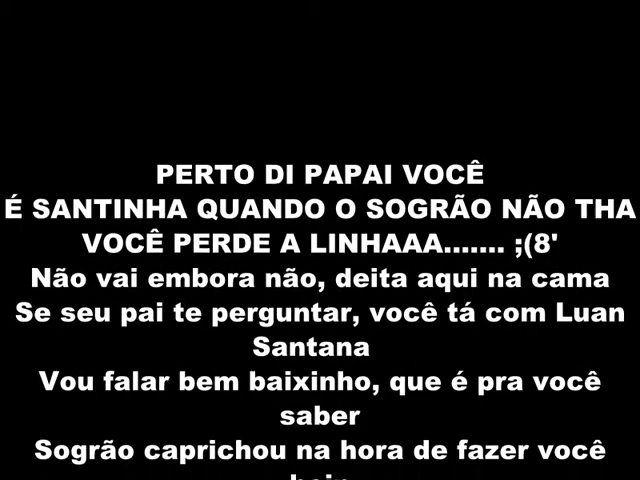 PERTO DI PAPAI VOCÊ
É SANTINHA QUANDO O SOGRÃO NÃO THA
VOCÊ PERDE A LINHAAA....... ;(8'
Não vai embora não, deita aqui na cama
Se seu pai te perguntar, você tá com Luan
Santana
Vou falar bem baixinho, que é pra você
saber
Sogrão caprichou na hora de fazer você